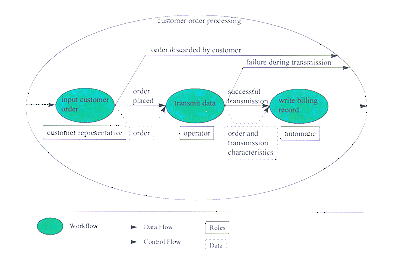 customer order processing
order discarded by customer
failure during transmission
input customer
order
order
placed
transmit data
successful
transmission
write billing
record
customer representative
order
operator
order and
transmission
characteristics
automatic
Workflow
Data Flow
Control Flow
Roles
Data